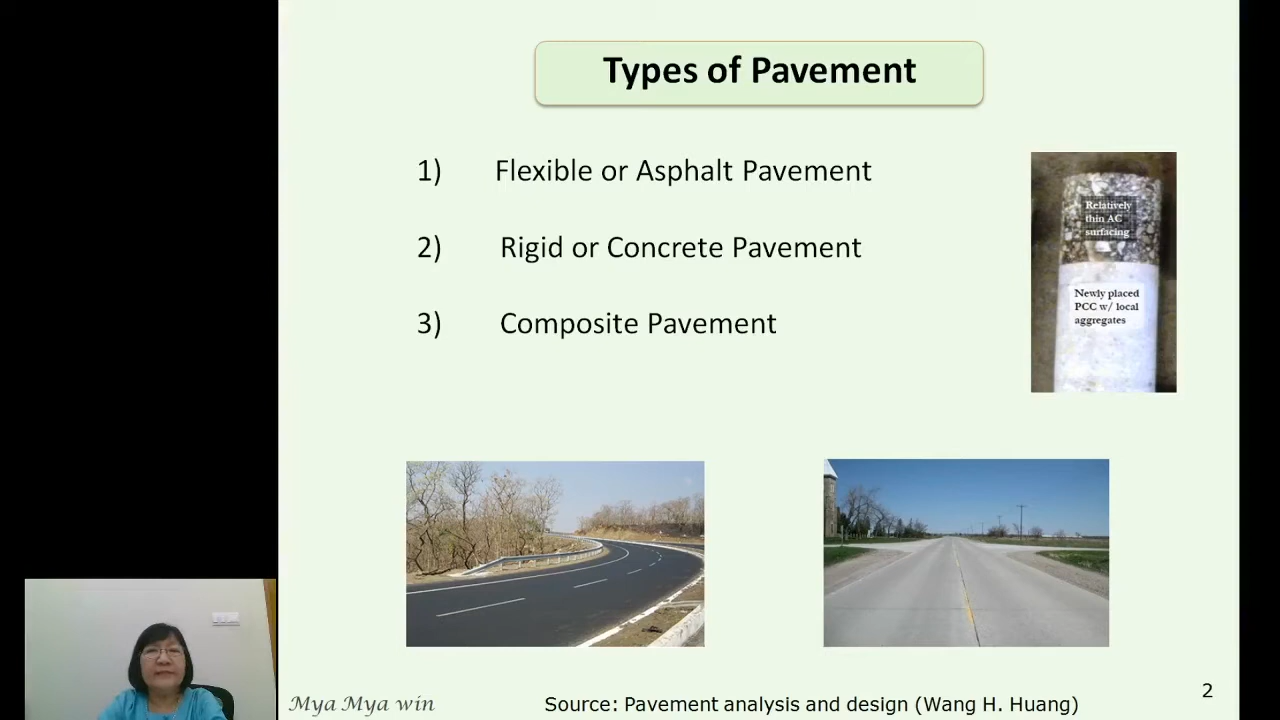 Types of Pavement
1) Flexible or Asphalt Pavement
2) Rigid or Concrete Pavement
3) Composite Pavement
Relatively
thin AC
surfacing
Newly placed
PCC w/ local
aggregates
Mya Mya win
Source: Pavement analysis and design (Wang H. Huang)
2